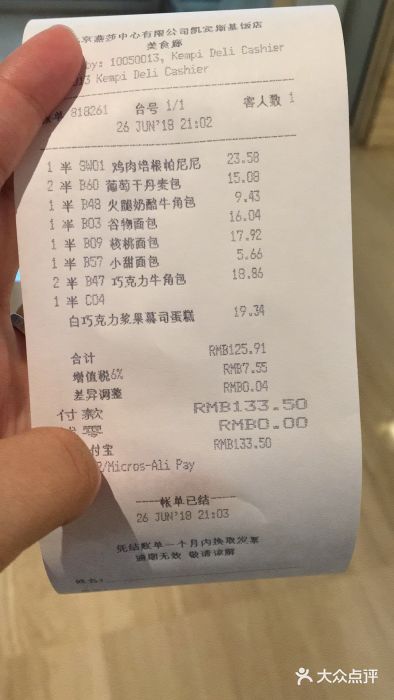 京燕莎中心有限公司凯宾斯基饭店
美食廊
by: 10050013, Kempi Deli Cashier
13 Kempi Deli Cashier
账单 818261 台号 1/1 客人数 1
26 JUN'18 21:02
1 半 SW01 鸡肉培根帕尼尼 23.58
2 半 B60 葡萄干丹麦包 15.08
1 半 B48 火腿奶酪牛角包 9.43
1 半 B03 谷物面包 16.04
1 半 B09 核桃面包 17.92
1 半 B57 小甜面包 5.66
2 半 B47 巧克力牛角包 18.86
1 半 C04
白巧克力浆果慕司蛋糕 19.34
合计 RMB125.91
增值税6% RMB7.55
差异调整 RMB0.04
付款 RMB133.50
零 RMB0.00
付宝 RMB133.50
/Micros-Ali Pay
----帐单已结----
26 JUN'18 21:03
凭结账单一个月内换取发票
逾期无效 敬请谅解
大众点评